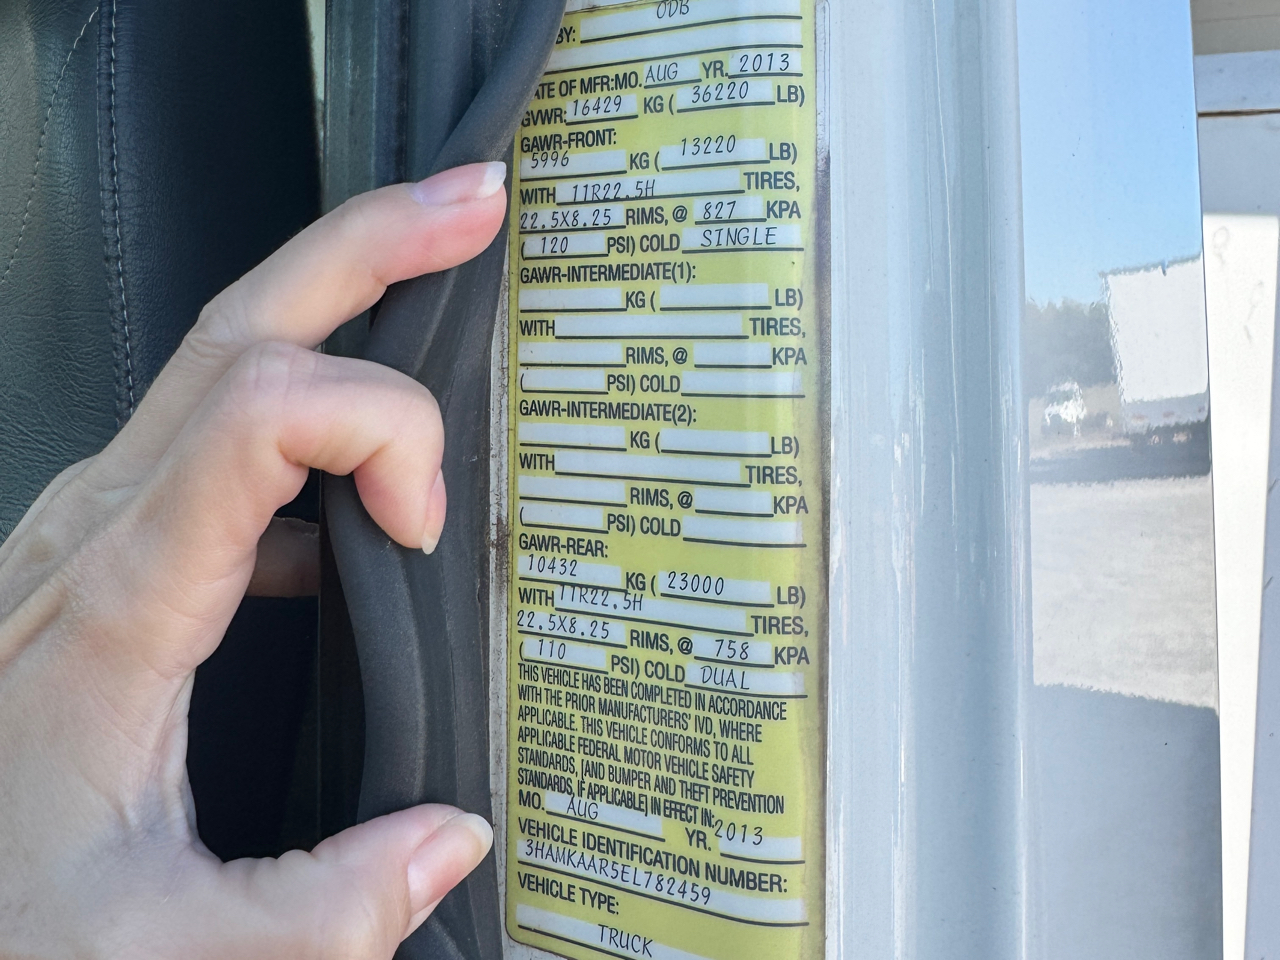 ODB
BY:
ATE OF MFR:MO. AUG YR. 2013
GVWR: 16429 KG ( 36220 LB)
GAWR-FRONT:
5996 KG ( 13220 LB)
WITH 11R22.5H TIRES,
22.5X8.25 RIMS, @ 827 KPA
( 120 PSI) COLD SINGLE
GAWR-INTERMEDIATE(1):
KG ( LB)
WITH TIRES,
RIMS, @ KPA
( PSI) COLD
GAWR-INTERMEDIATE(2):
KG ( LB)
WITH TIRES,
RIMS, @ KPA
( PSI) COLD
GAWR-REAR:
10432 KG ( 23000 LB)
WITH 11R22.5H TIRES,
22.5X8.25 RIMS, @ 758 KPA
( 110 PSI) COLD DUAL
THIS VEHICLE HAS BEEN COMPLETED IN ACCORDANCE
WITH THE PRIOR MANUFACTURERS' IVD, WHERE
APPLICABLE. THIS VEHICLE CONFORMS TO ALL
APPLICABLE FEDERAL MOTOR VEHICLE SAFETY
STANDARDS, [AND BUMPER AND THEFT PREVENTION
STANDARDS, IF APPLICABLE] IN EFFECT IN:
MO. AUG YR. 2013
VEHICLE IDENTIFICATION NUMBER:
3HAMKAAR5EL782459
VEHICLE TYPE:
TRUCK